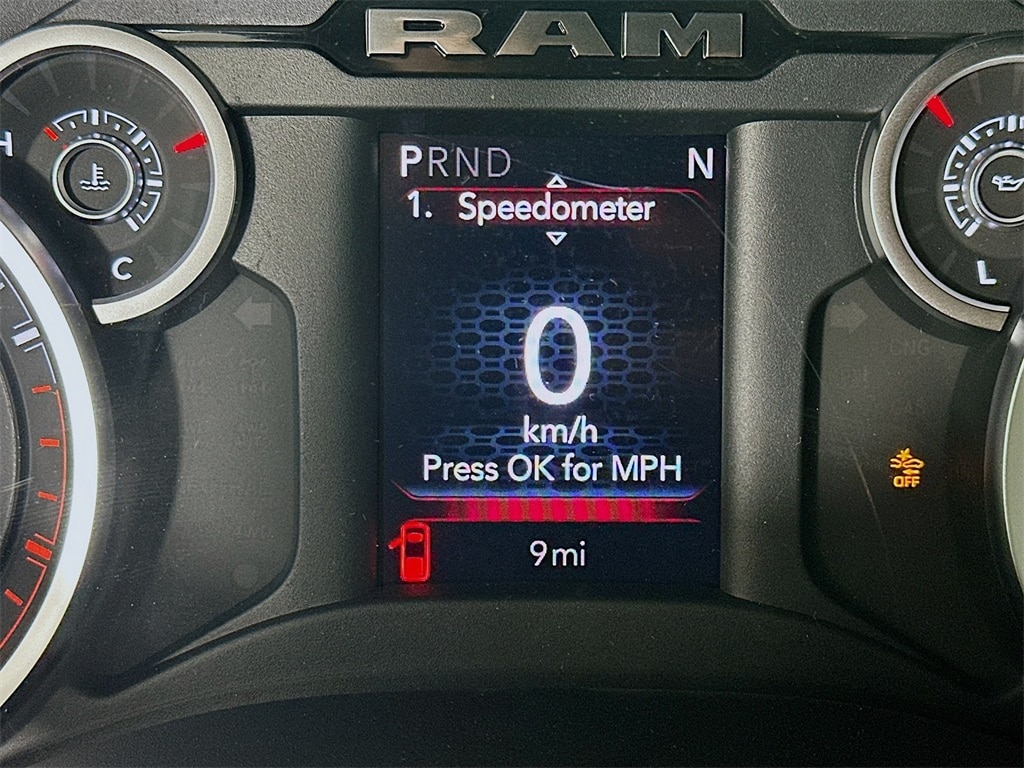 RAM
H
PRND
N
1. Speedometer
C
L
0
km/h
Press OK for MPH
OFF
9mi